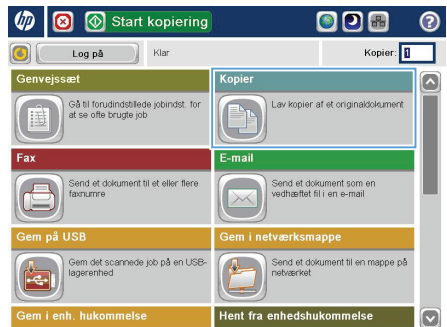 hp
Start kopiering
?
Log på
Klar
Kopier: 1
Genvejssæt
Gå til forudindstillede jobindst. for
at se ofte brugte job
Kopier
Lav kopier af et originaldokument
Fax
Send et dokument til et eller flere
faxnumre
E-mail
Send et dokument som en
vedhæftet fil i en e-mail
Gem på USB
Gem det scannede job på en USB-
lagerenhed
Gem i netværksmappe
Send et dokument til en mappe på
netværket
Gem i enh. hukommelse
Hent fra enhedshukommelse